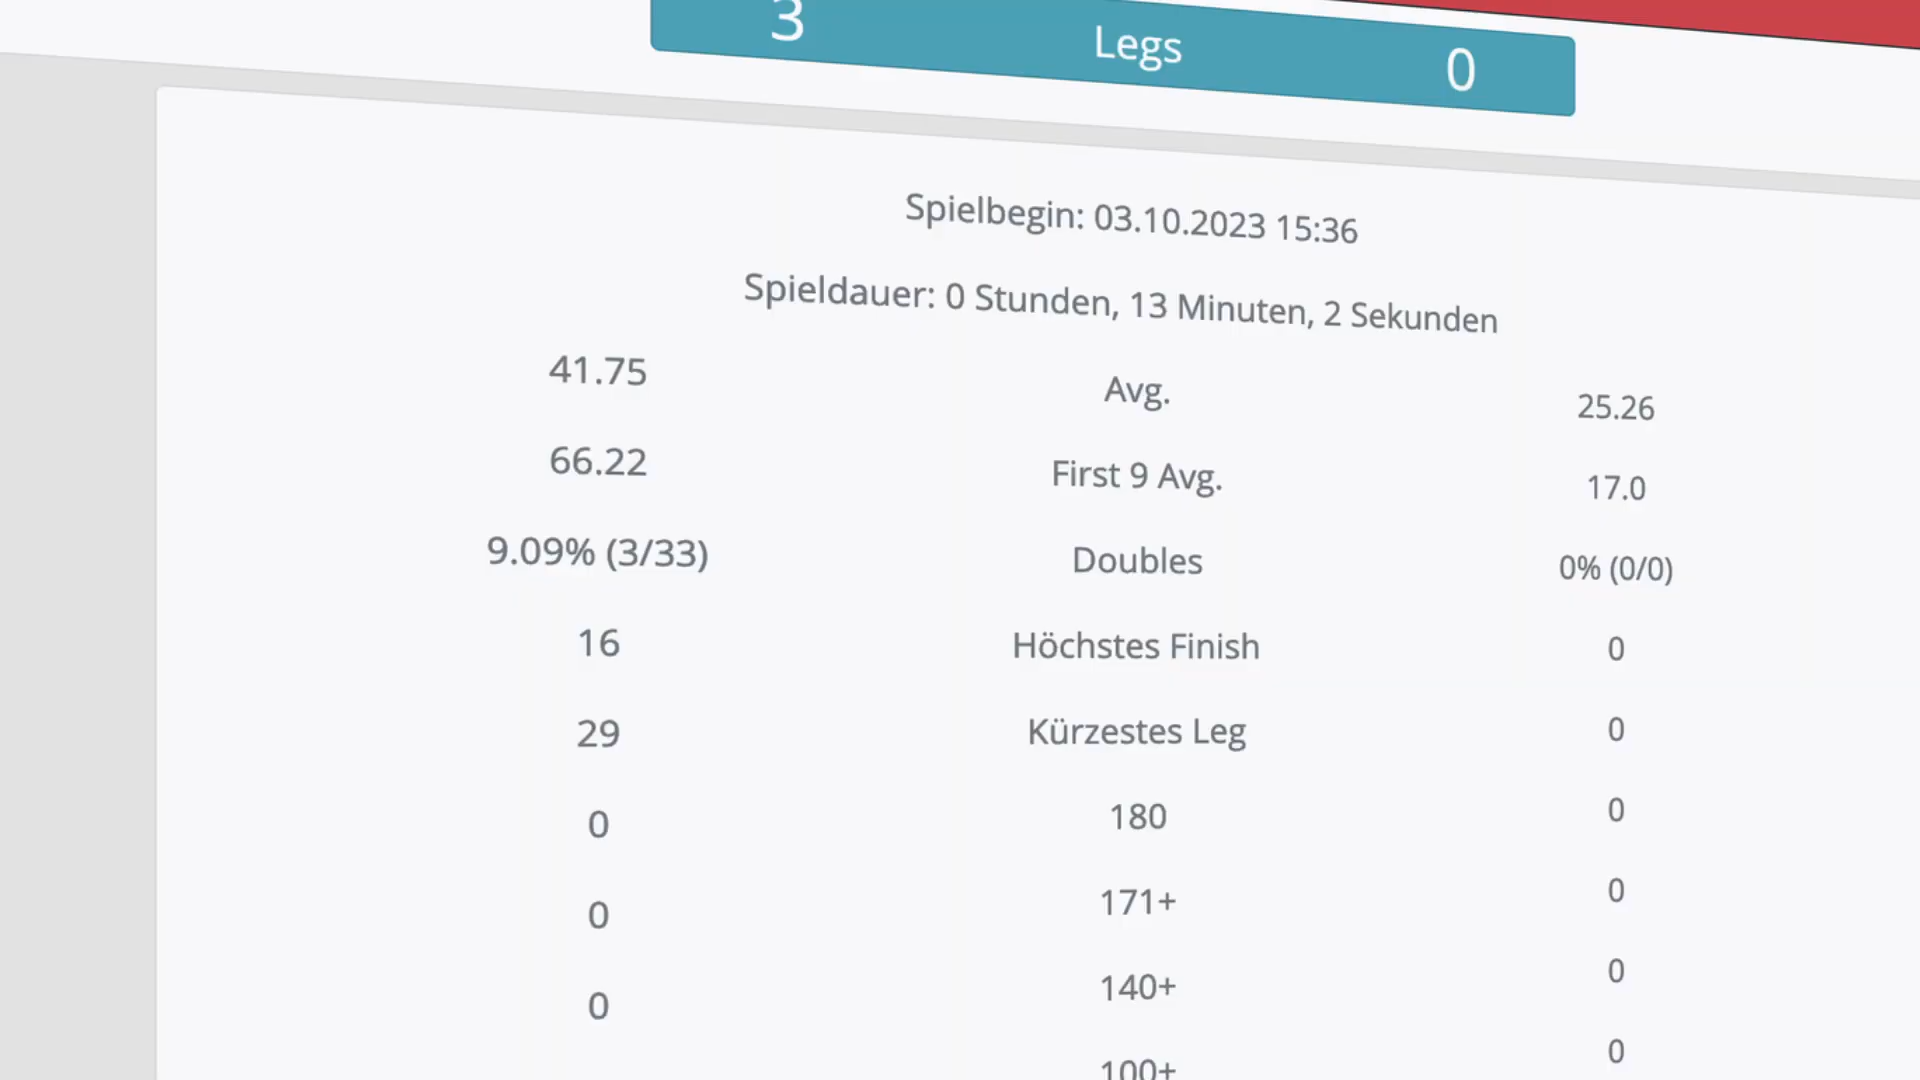 3 Legs 0
Spielbegin: 03.10.2023 15:36
Spieldauer: 0 Stunden, 13 Minuten, 2 Sekunden
41.75 Avg. 25.26
66.22 First 9 Avg. 17.0
9.09% (3/33) Doubles 0% (0/0)
16 Höchstes Finish 0
29 Kürzestes Leg 0
0 180 0
0 171+ 0
0 140+ 0
100+ 0